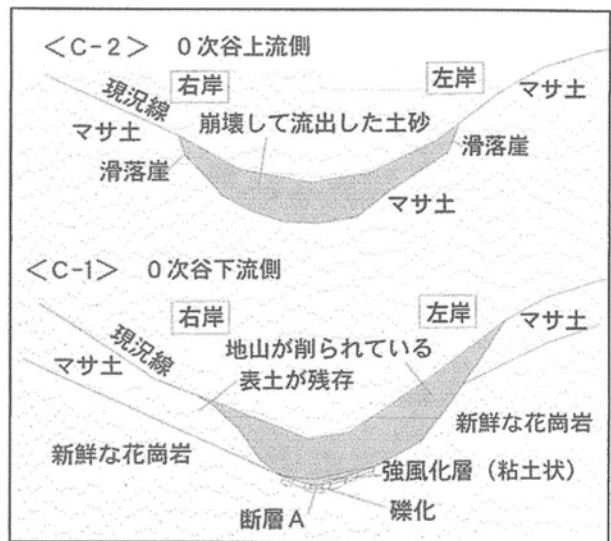 <C-2> 0次谷上流側
右岸
左岸
現況線
マサ土
マサ土
崩壊して流出した土砂
滑落崖
滑落崖
マサ土
<C-1> 0次谷下流側
右岸
左岸
現況線
マサ土
マサ土
地山が削られている
表土が残存
新鮮な花崗岩
新鮮な花崗岩
強風化層(粘土状)
礫化
断層A